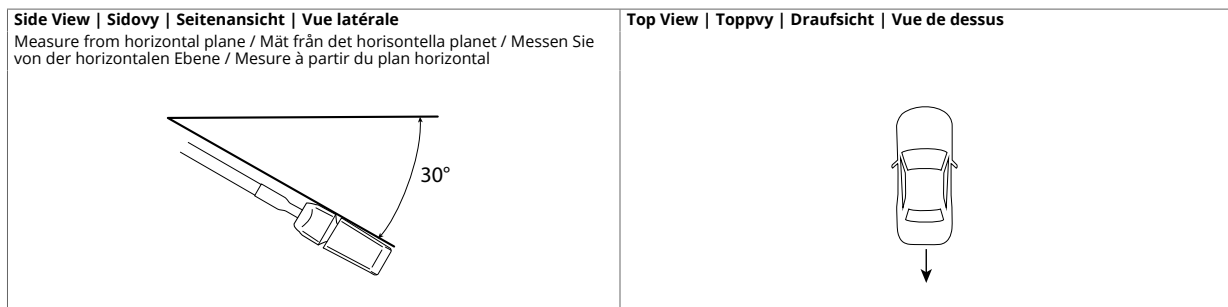 Side View | Sidovy | Seitenansicht | Vue latérale
Measure from horizontal plane / Mät från det horisontella planet / Messen Sie
von der horizontalen Ebene / Mesure à partir du plan horizontal
30°
Top View | Toppvy | Draufsicht | Vue de dessus